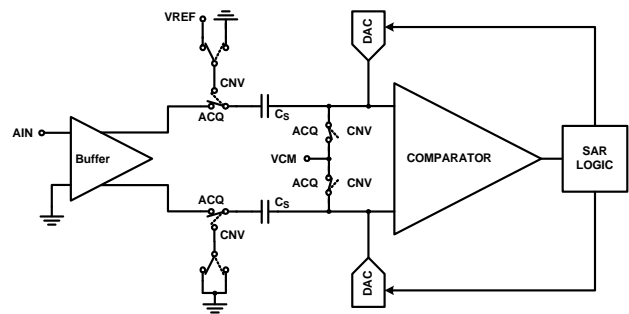 VREF
DAC
CNV
ACQ
CS
AIN
Buffer
ACQ
CNV
VCM
ACQ
CNV
COMPARATOR
SAR
LOGIC
ACQ
CS
CNV
DAC